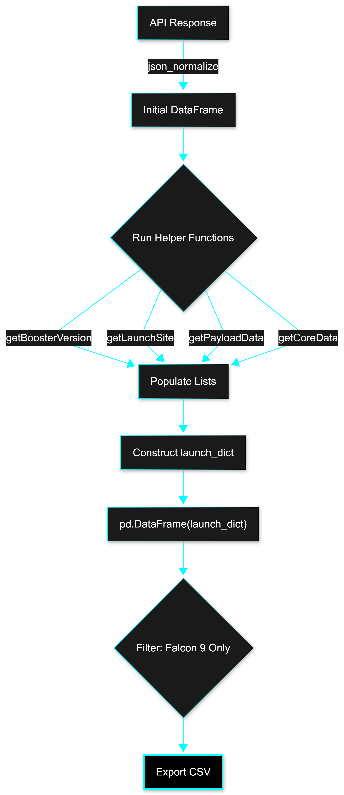 API Response
json_normalize
Initial DataFrame
Run Helper Functions
getBoosterVersion
getLaunchSite
getPayloadData
getCoreData
Populate Lists
Construct launch_dict
pd.DataFrame(launch_dict)
Filter: Falcon 9 Only
Export CSV